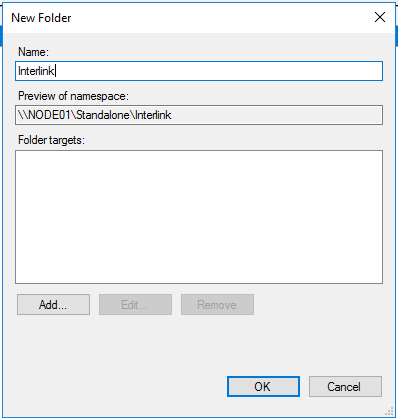 New Folder
Name:
Interlink
Preview of namespace:
\\NODE01\Standalone\Interlink
Folder targets:
Add... Edit... Remove
OK Cancel